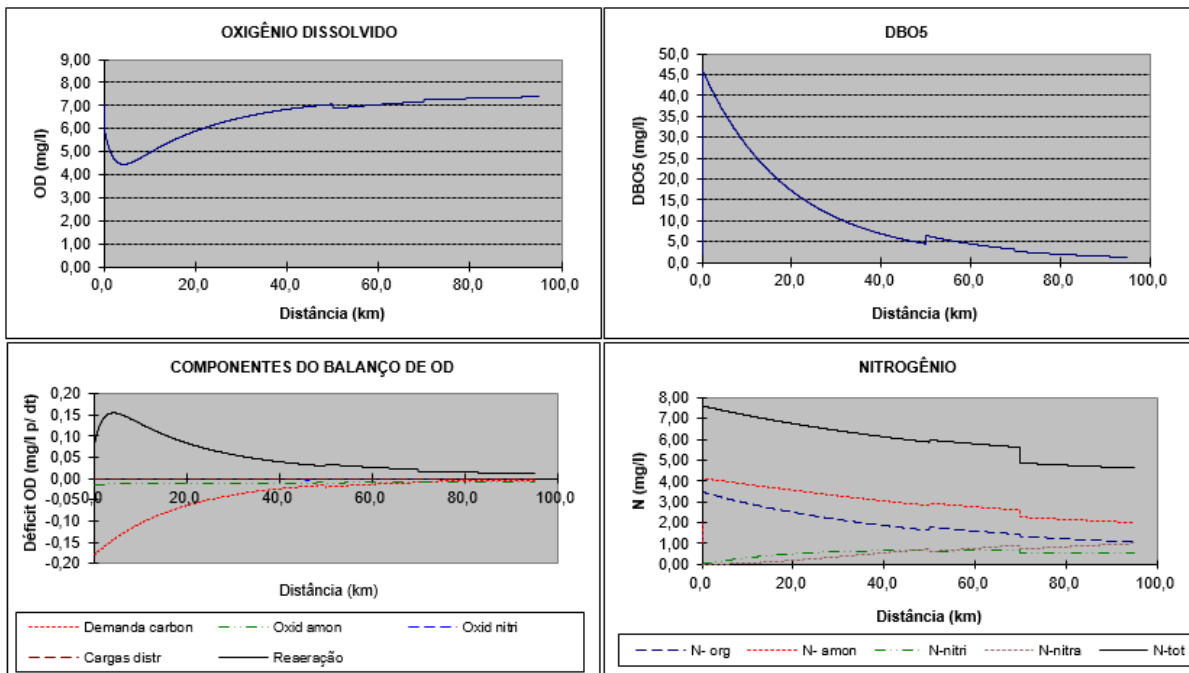 OXIGÊNIO DISSOLVIDO
9,00
8,00
7,00
6,00
5,00
4,00
3,00
2,00
1,00
0,00
OD (mg/l)
0,0 20,0 40,0 60,0 80,0 100,0
Distância (km)
DBO5
50,0
45,0
40,0
35,0
30,0
25,0
20,0
15,0
10,0
5,0
0,0
DBO5 (mg/l)
0,0 20,0 40,0 60,0 80,0 100,0
Distância (km)
COMPONENTES DO BALANÇO DE OD
0,20
0,15
0,10
0,05
0,00
-0,05
-0,10
-0,15
-0,20
Déficit OD (mg/l p/ dt)
0,0 20,0 40,0 60,0 80,0 100,0
Distância (km)
Demanda carbon Oxid amon Oxid nitri
Cargas distr Reaeração
NITROGÊNIO
8,00
7,00
6,00
5,00
4,00
3,00
2,00
1,00
0,00
N (mg/l)
0,0 20,0 40,0 60,0 80,0 100,0
Distância (km)
N- org N- amon N-nitri N-nitra N-tot